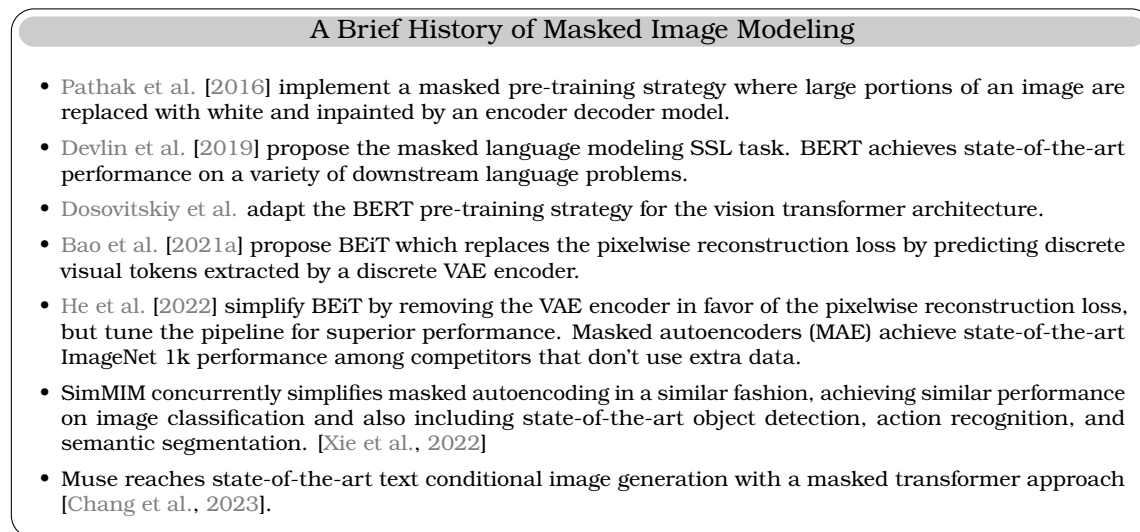 A Brief History of Masked Image Modeling
• Pathak et al. [2016] implement a masked pre-training strategy where large portions of an image are
replaced with white and inpainted by an encoder decoder model.
• Devlin et al. [2019] propose the masked language modeling SSL task. BERT achieves state-of-the-art
performance on a variety of downstream language problems.
• Dosovitskiy et al. adapt the BERT pre-training strategy for the vision transformer architecture.
• Bao et al. [2021a] propose BEiT which replaces the pixelwise reconstruction loss by predicting discrete
visual tokens extracted by a discrete VAE encoder.
• He et al. [2022] simplify BEiT by removing the VAE encoder in favor of the pixelwise reconstruction loss,
but tune the pipeline for superior performance. Masked autoencoders (MAE) achieve state-of-the-art
ImageNet 1k performance among competitors that don't use extra data.
• SimMIM concurrently simplifies masked autoencoding in a similar fashion, achieving similar performance
on image classification and also including state-of-the-art object detection, action recognition, and
semantic segmentation. [Xie et al., 2022]
• Muse reaches state-of-the-art text conditional image generation with a masked transformer approach
[Chang et al., 2023].